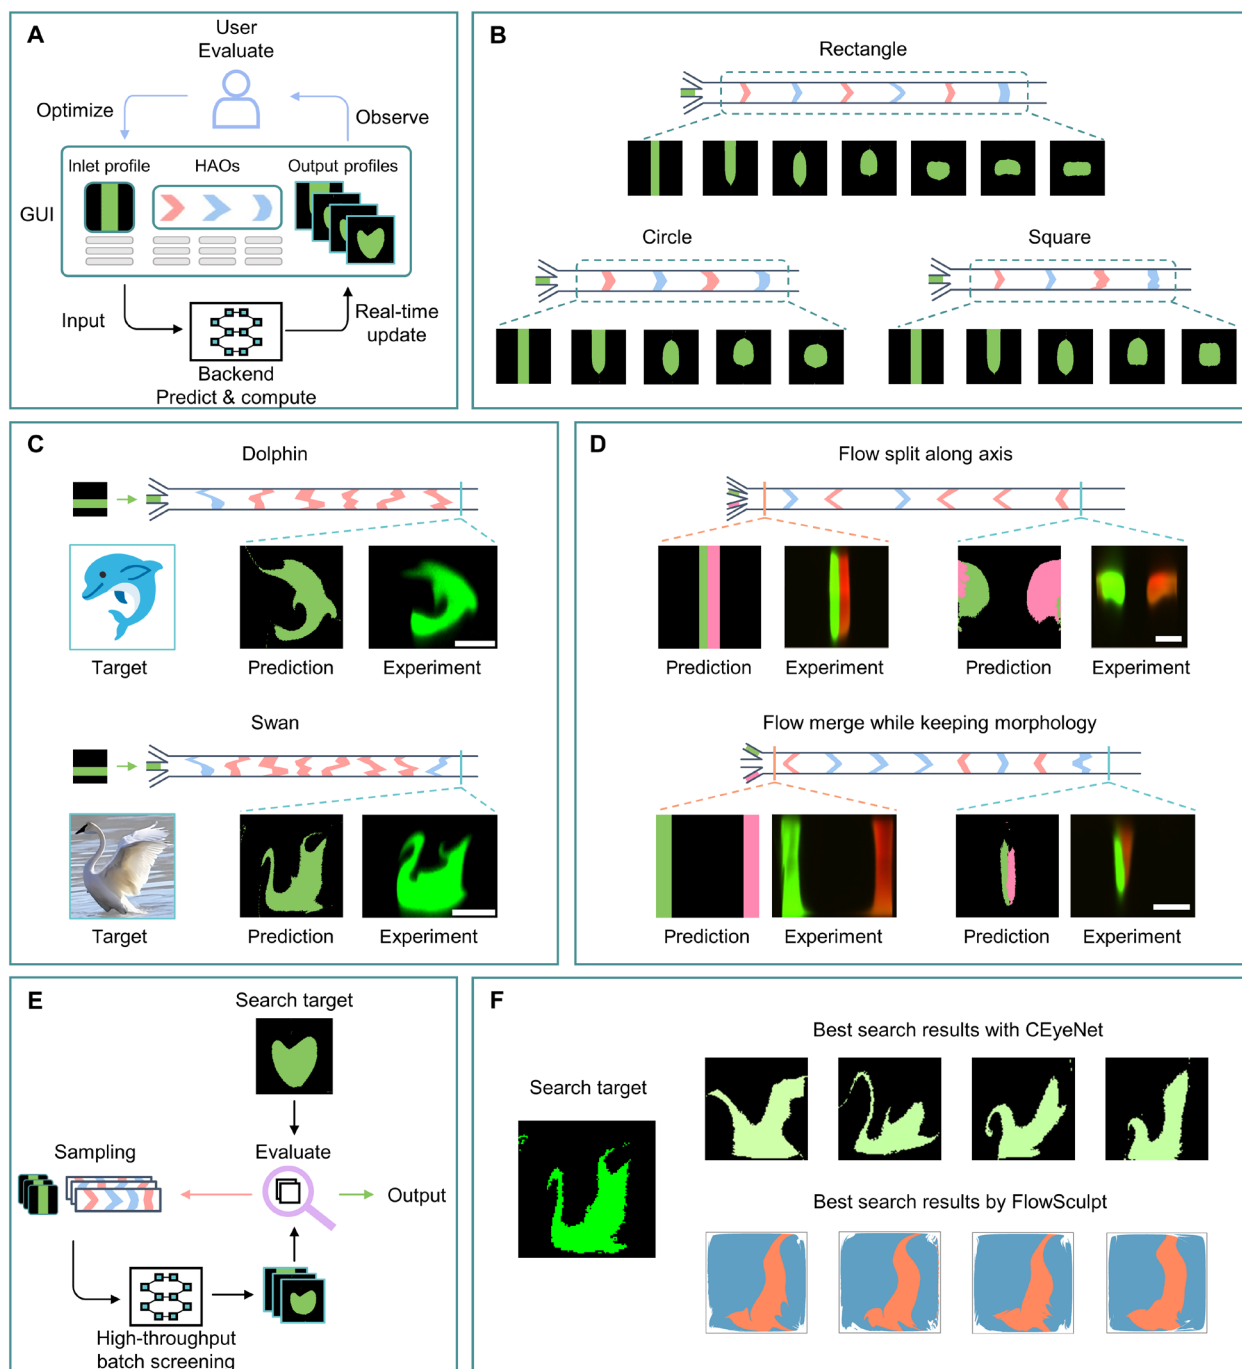 A
User
Evaluate
Optimize
Observe
Inlet profile
HAOs
Output profiles
GUI
Input
Real-time
update
Backend
Predict & compute
B
Rectangle
Circle
Square
C
Dolphin
Target
Prediction
Experiment
Swan
Target
Prediction
Experiment
D
Flow split along axis
Prediction
Experiment
Prediction
Experiment
Flow merge while keeping morphology
Prediction
Experiment
Prediction
Experiment
E
Search target
Sampling
Evaluate
Output
High-throughput
batch screening
F
Search target
Best search results with CEyeNet
Best search results by FlowSculpt